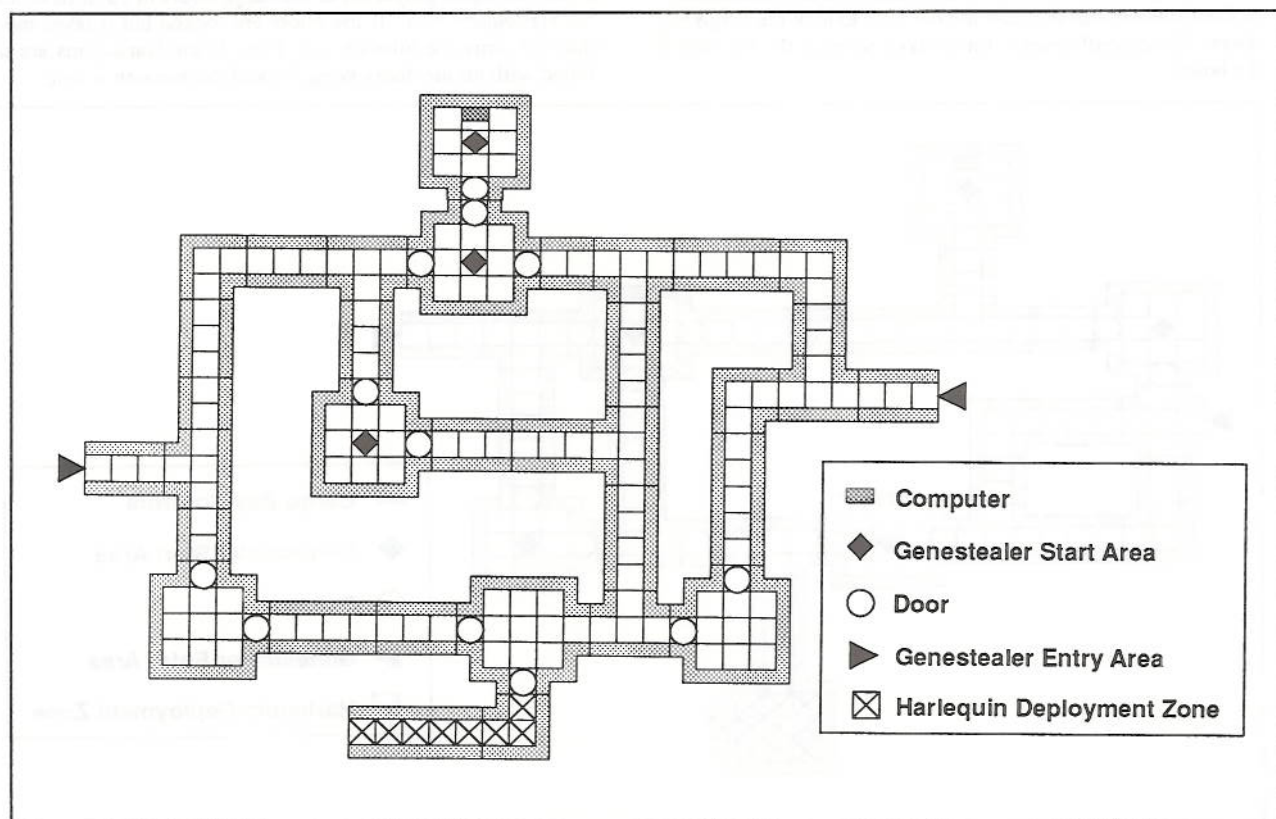 Computer
Genestealer Start Area
Door
Genestealer Entry Area
Harlequin Deployment Zone